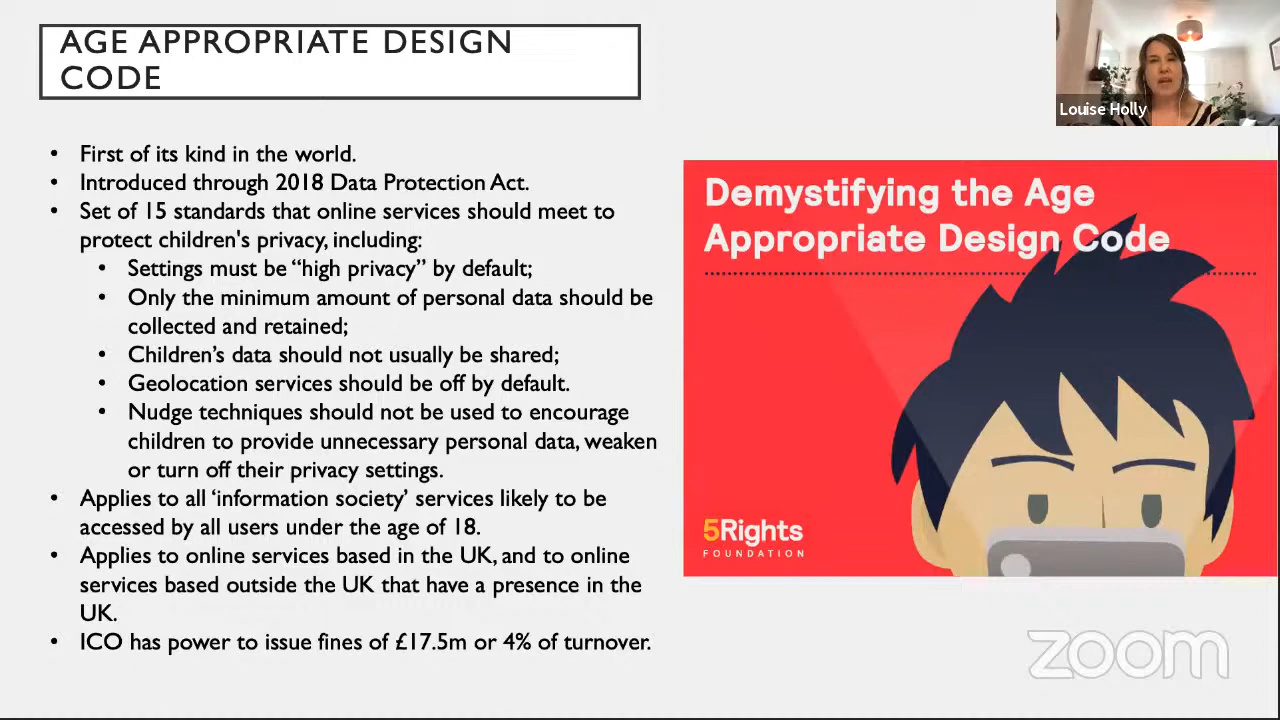 AGE APPROPRIATE DESIGN
CODE
Louise Holly
• First of its kind in the world.
• Introduced through 2018 Data Protection Act.
• Set of 15 standards that online services should meet to
protect children's privacy, including:
• Settings must be “high privacy” by default;
• Only the minimum amount of personal data should be
collected and retained;
• Children’s data should not usually be shared;
• Geolocation services should be off by default.
• Nudge techniques should not be used to encourage
children to provide unnecessary personal data, weaken
or turn off their privacy settings.
• Applies to all ‘information society’ services likely to be
accessed by all users under the age of 18.
• Applies to online services based in the UK, and to online
services based outside the UK that have a presence in the
UK.
• ICO has power to issue fines of £17.5m or 4% of turnover.
Demystifying the Age
Appropriate Design Code
5Rights
FOUNDATION
zoom